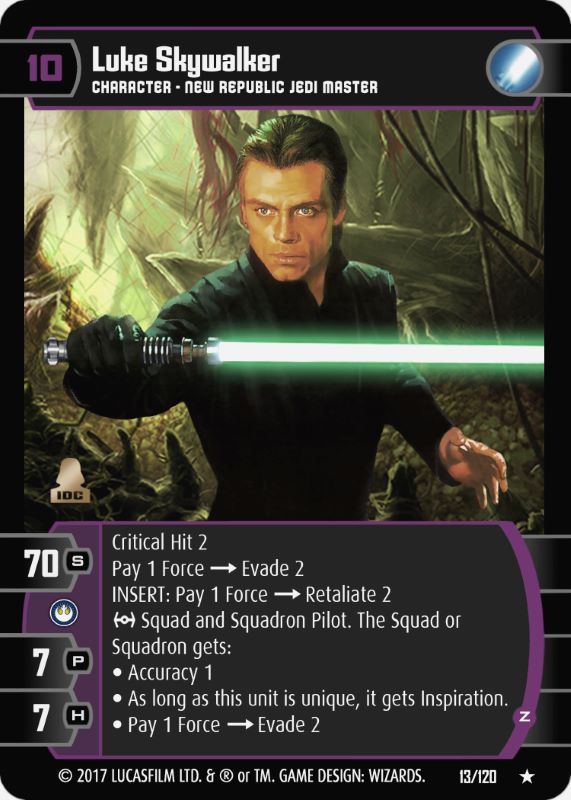 10
Luke Skywalker
CHARACTER - NEW REPUBLIC JEDI MASTER
IDC
70 S
7 P
7 H
Critical Hit 2
Pay 1 Force → Evade 2
INSERT: Pay 1 Force → Retaliate 2
Squad and Squadron Pilot. The Squad or
Squadron gets:
• Accuracy 1
• As long as this unit is unique, it gets Inspiration.
• Pay 1 Force → Evade 2
Z
© 2017 LUCASFILM LTD. & ® or TM. GAME DESIGN: WIZARDS. 13/120 ★